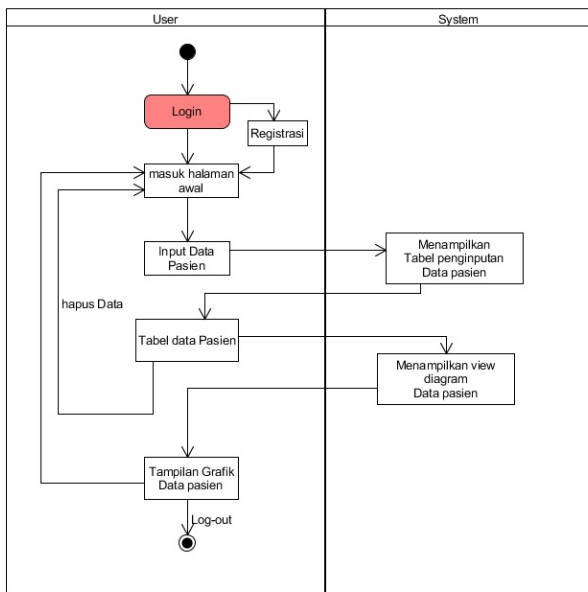 User
System
Login
Registrasi
masuk halaman
awal
Input Data
Pasien
Menampilkan
Tabel penginputan
Data pasien
hapus Data
Tabel data Pasien
Menampilkan view
diagram
Data pasien
Tampilan Grafik
Data pasien
Log-out